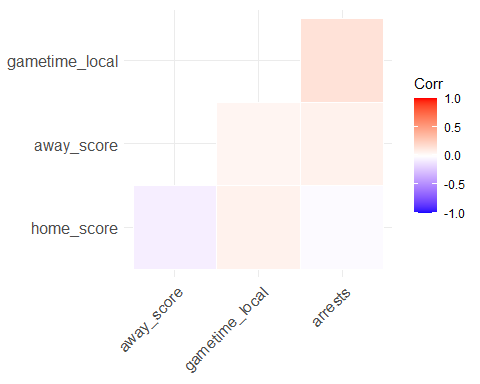 gametime_local
away_score
home_score
away_score
gametime_local
arrests
Corr
1.0
0.5
0.0
-0.5
-1.0